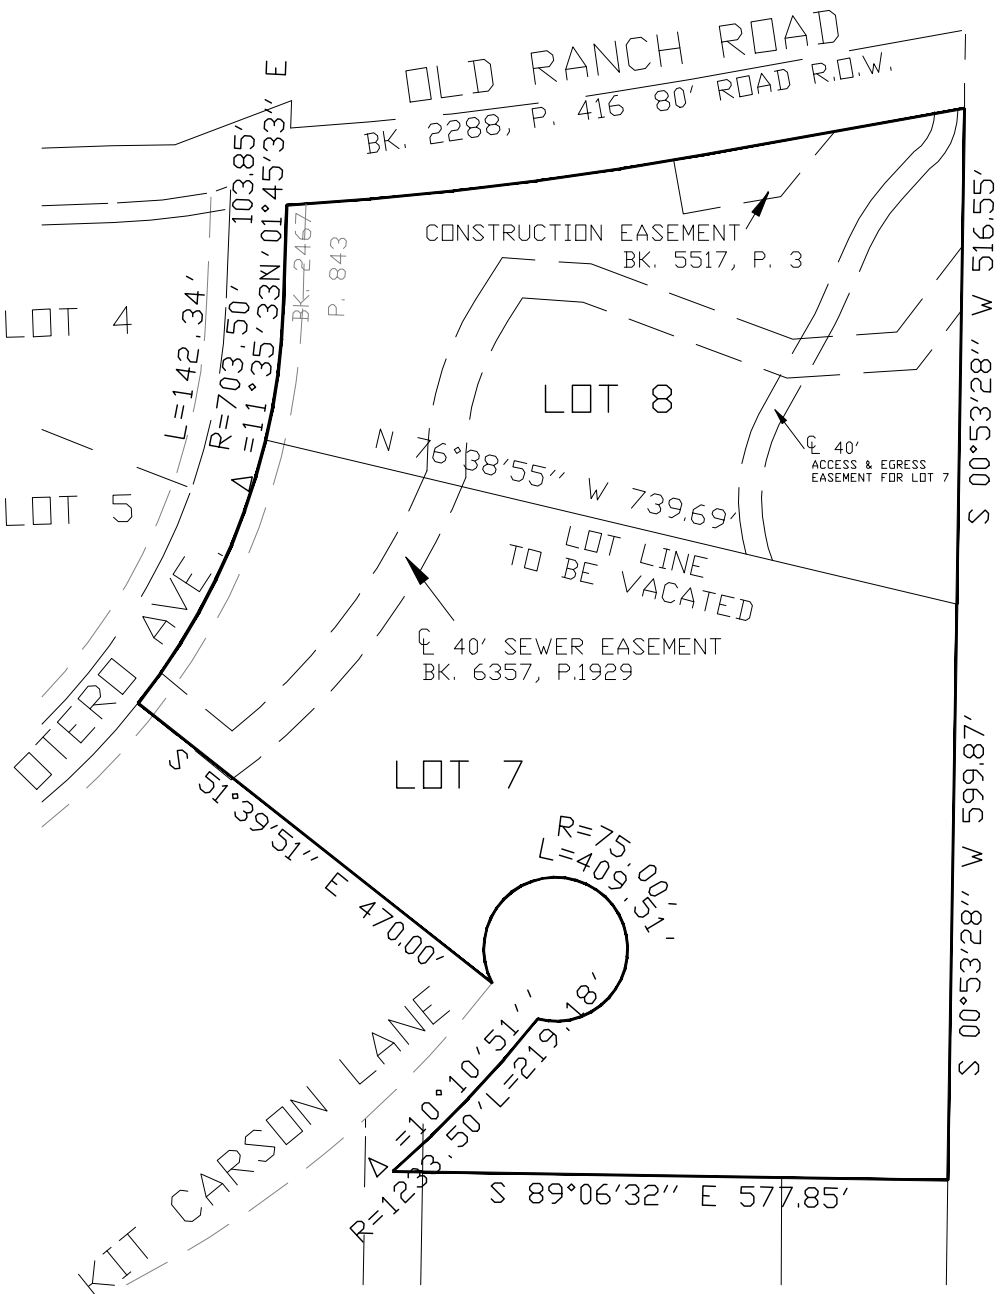 OLD RANCH ROAD
BK. 2288, P. 416 80' ROAD R.O.W.
N 01°45'33" E
103.85'
BK. 2467
P. 843
CONSTRUCTION EASEMENT
BK. 5517, P. 3
S 00°53'28" W 516.55'
LOT 4
L=142.34'
R=703.50'
Δ =11°35'33"
LOT 8
℄ 40'
ACCESS & EGRESS
EASEMENT FOR LOT 7
N 76°38'55" W 739.69'
LOT LINE
TO BE VACATED
LOT 5
OTERO AVE.
℄ 40' SEWER EASEMENT
BK. 6357, P.1929
LOT 7
S 51°39'51" E 470.00'
R=75.00'
L=409.51'
S 00°53'28" W 599.87'
KIT CARSON LANE
Δ =10°10'51"
R=1233.50' L=219.18'
S 89°06'32" E 577.85'